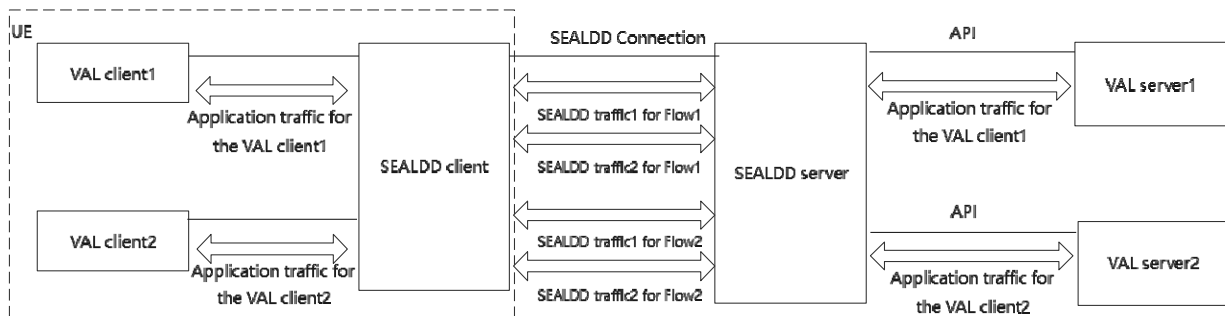 UE
VAL client1
Application traffic for
the VAL client1
VAL client2
Application traffic for
the VAL client2
SEALDD client
SEALDD Connection
SEALDD traffic1 for Flow1
SEALDD traffic2 for Flow1
SEALDD traffic1 for Flow2
SEALDD traffic2 for Flow2
SEALDD server
API
Application traffic for
the VAL client1
API
Application traffic for
the VAL client2
VAL server1
VAL server2